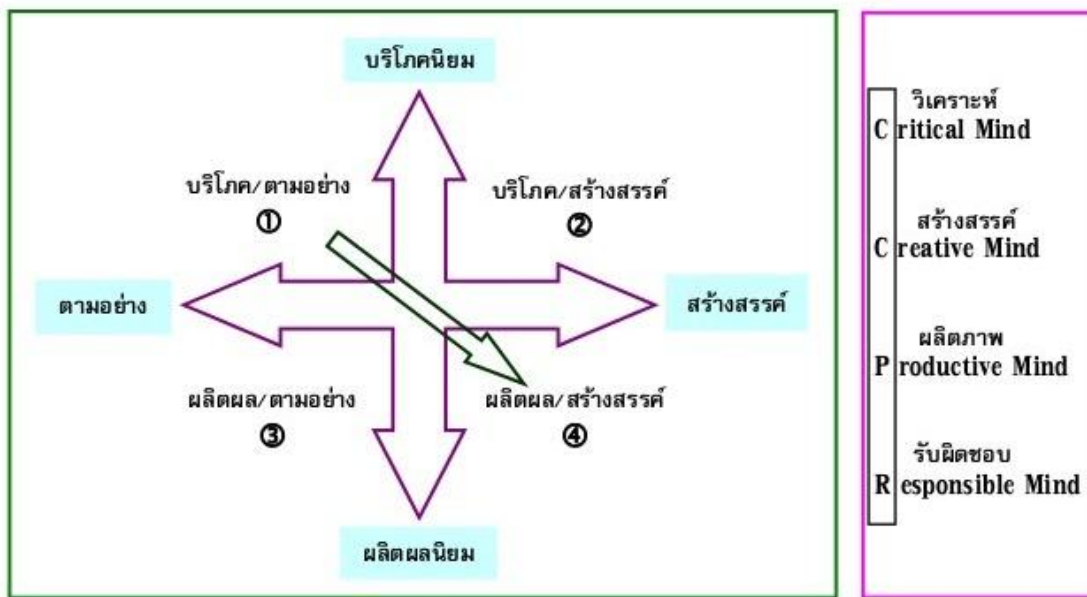 บริโภคนิยม
บริโภค/ตามอย่าง
①
บริโภค/สร้างสรรค์
②
ตามอย่าง
สร้างสรรค์
ผลิตผล/ตามอย่าง
③
ผลิตผล/สร้างสรรค์
④
ผลิตผลนิยม
วิเคราะห์
Critical Mind
สร้างสรรค์
Creative Mind
ผลิตภาพ
Productive Mind
รับผิดชอบ
Responsible Mind